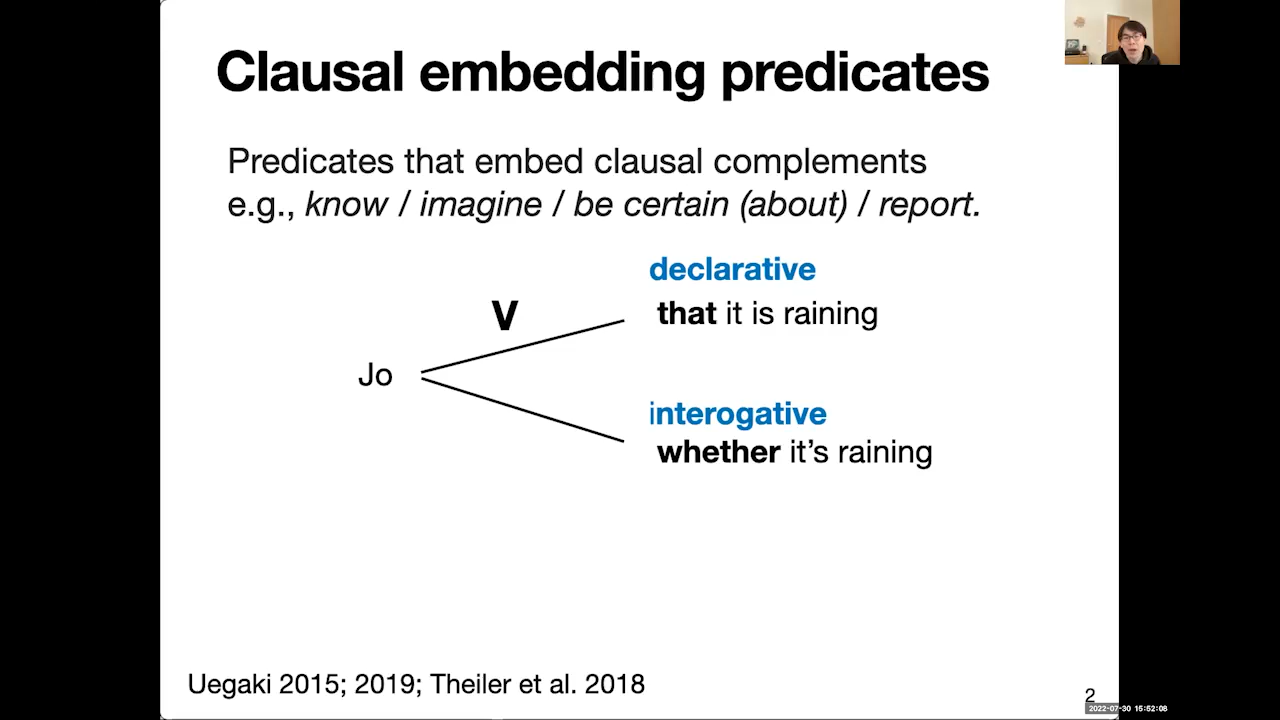 Clausal embedding predicates
Predicates that embed clausal complements
e.g., know / imagine / be certain (about) / report.
declarative
V
that it is raining
Jo
interogative
whether it's raining
Uegaki 2015; 2019; Theiler et al. 2018
2
2022-07-30 15:52:08